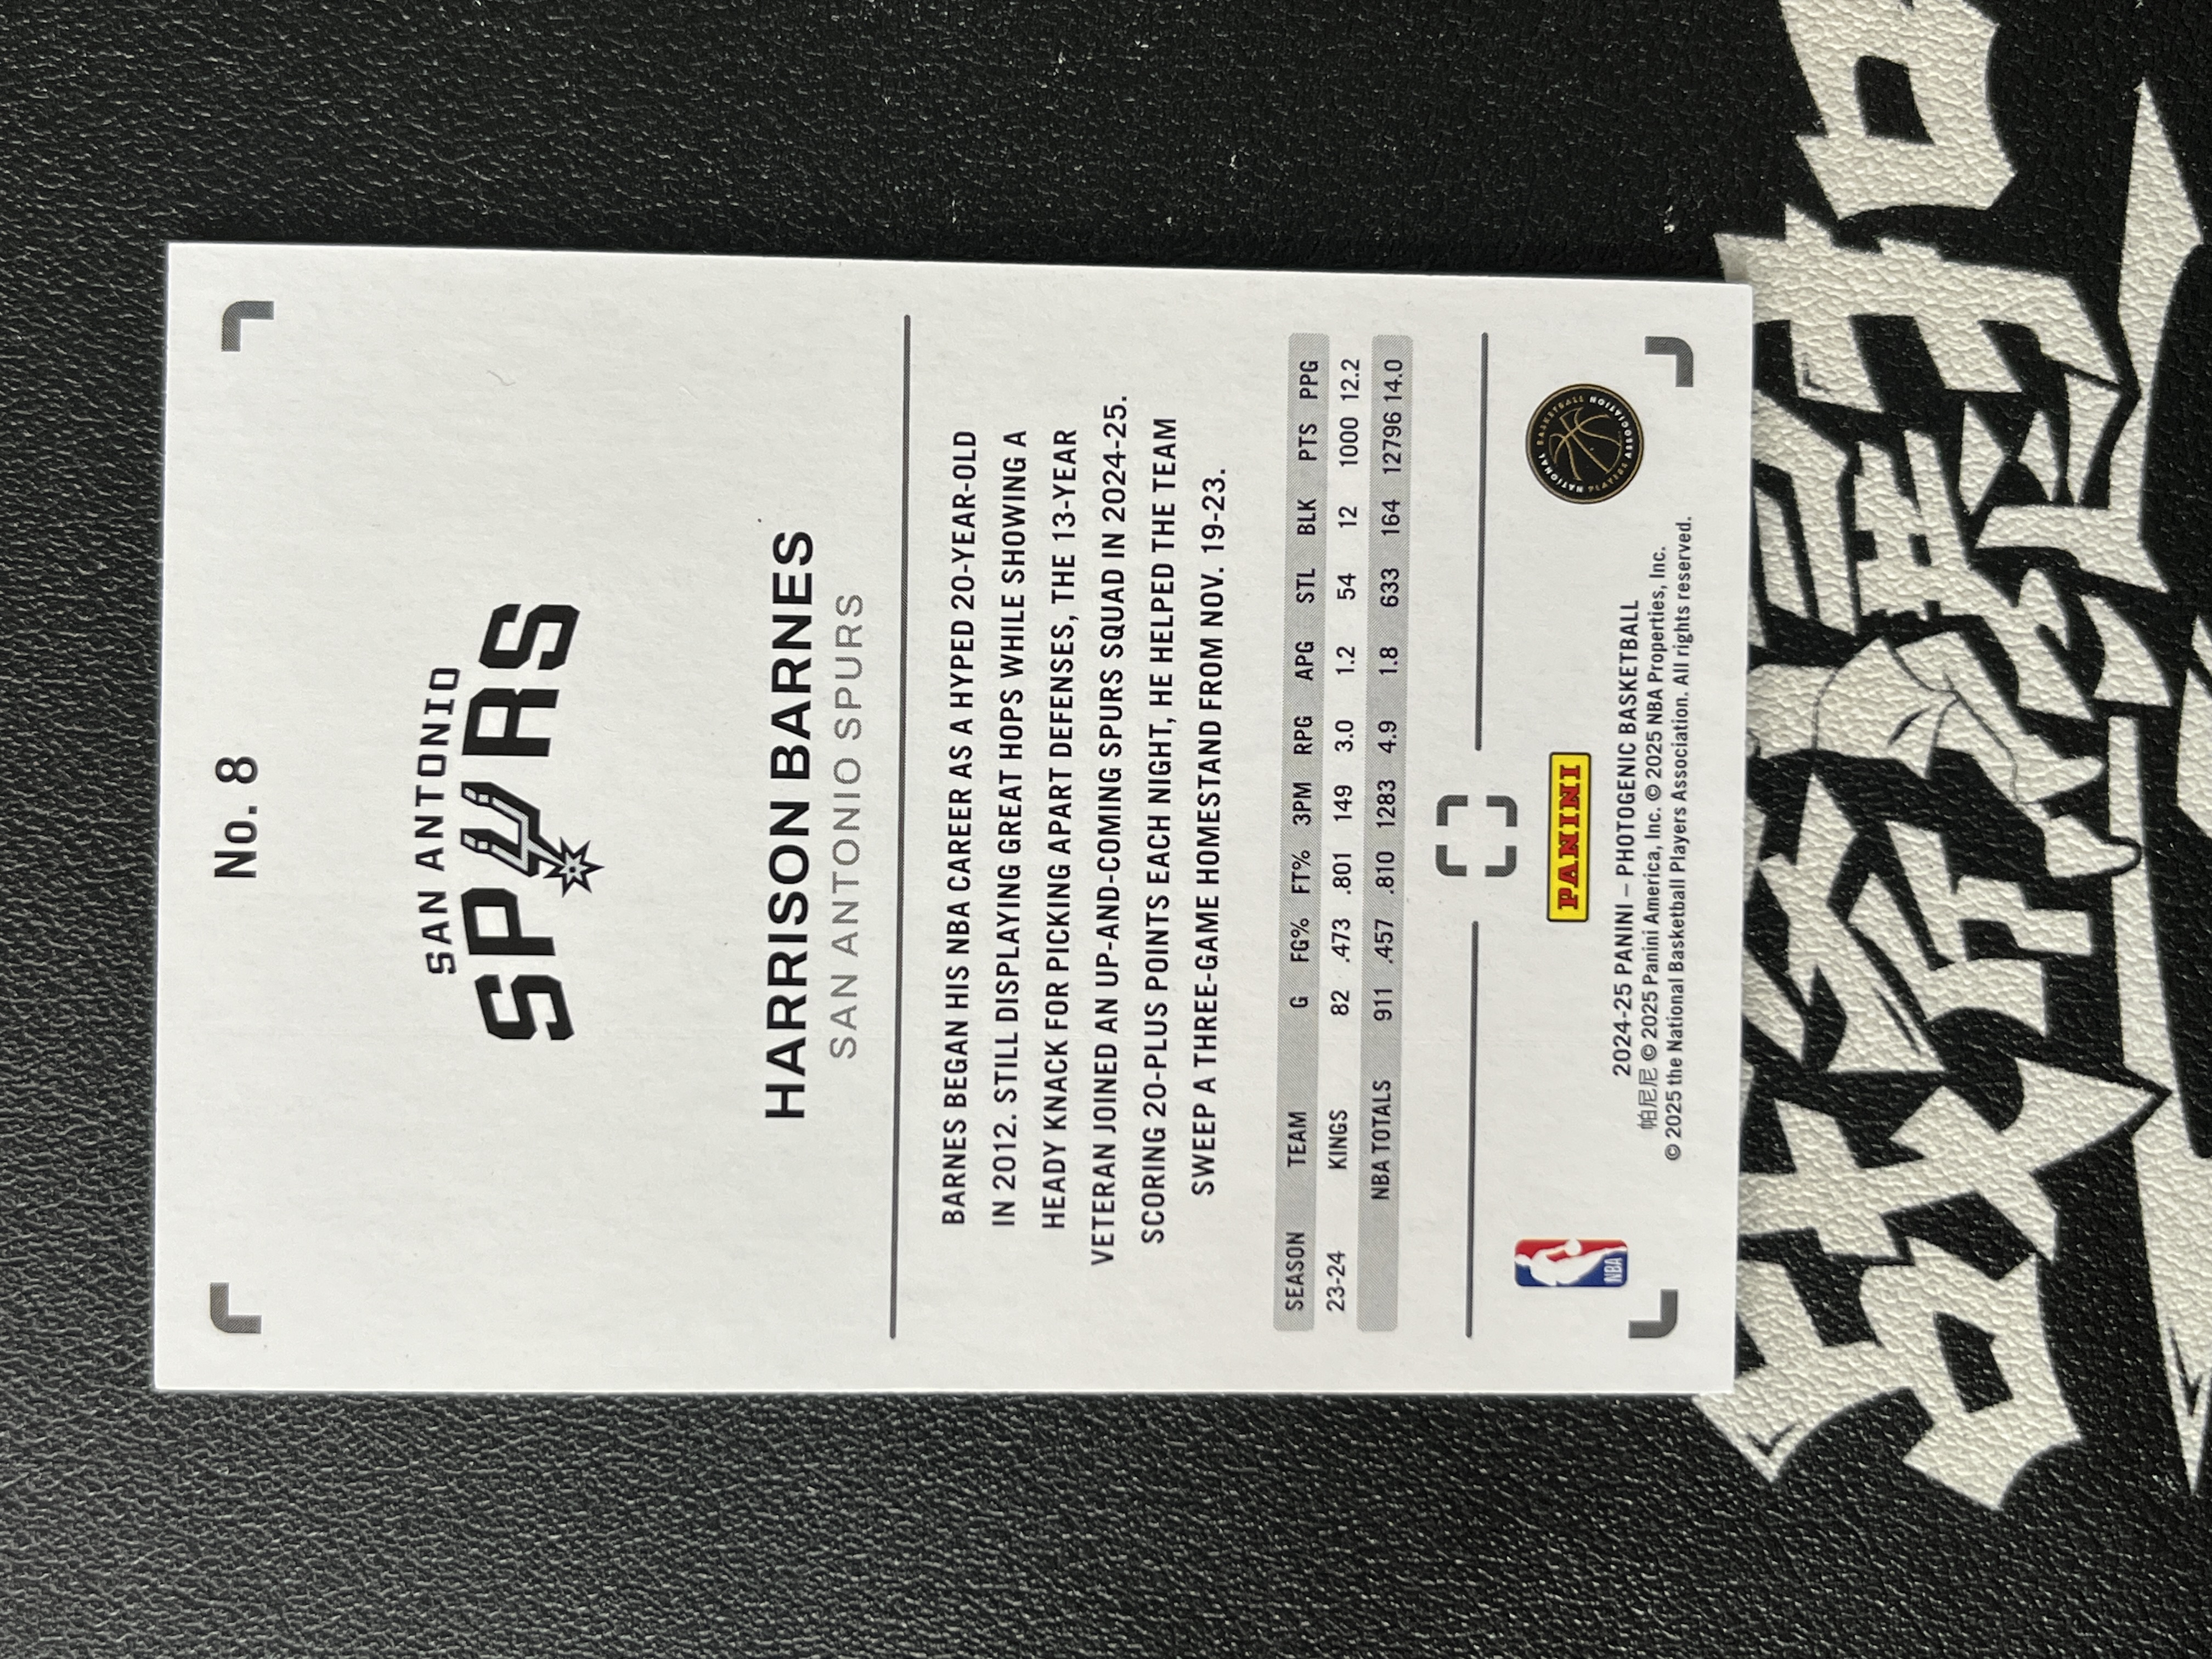 No. 8
SAN ANTONIO
SPURS
HARRISON BARNES
SAN ANTONIO SPURS
BARNES BEGAN HIS NBA CAREER AS A HYPED 20-YEAR-OLD
IN 2012. STILL DISPLAYING GREAT HOPS WHILE SHOWING A
HEADY KNACK FOR PICKING APART DEFENSES, THE 13-YEAR
VETERAN JOINED AN UP-AND-COMING SPURS SQUAD IN 2024-25.
SCORING 20-PLUS POINTS EACH NIGHT, HE HELPED THE TEAM
SWEEP A THREE-GAME HOMESTAND FROM NOV. 19-23.
SEASON TEAM G FG% FT% 3PM RPG APG STL BLK PTS PPG
23-24 KINGS 82 .473 .801 149 3.0 1.2 54 12 1000 12.2
NBA TOTALS 911 .457 .810 1283 4.9 1.8 633 164 12796 14.0
NBA
PANINI
NATIONAL BASKETBALL PLAYERS ASSOCIATION
2024-25 PANINI – PHOTOGENIC BASKETBALL
帕尼尼 © 2025 Panini America, Inc. © 2025 NBA Properties, Inc.
© 2025 the National Basketball Players Association. All rights reserved.